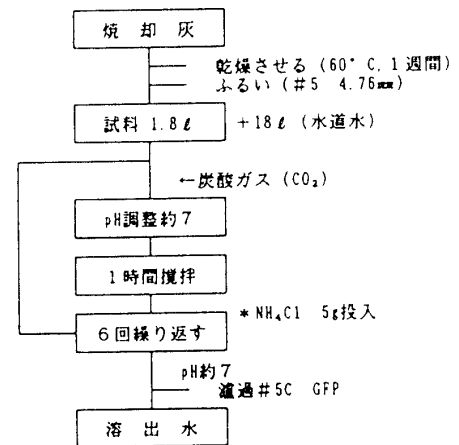 焼却灰
乾燥させる (60°C, 1週間)
ふるい (#5 4.76㎜)
試料 1.8ℓ +18ℓ (水道水)
←炭酸ガス (CO₂)
pH調整約7
1時間攪拌
*NH₄Cl 5g投入
6回繰り返す
pH約7
濾過#5C GFP
溶出水